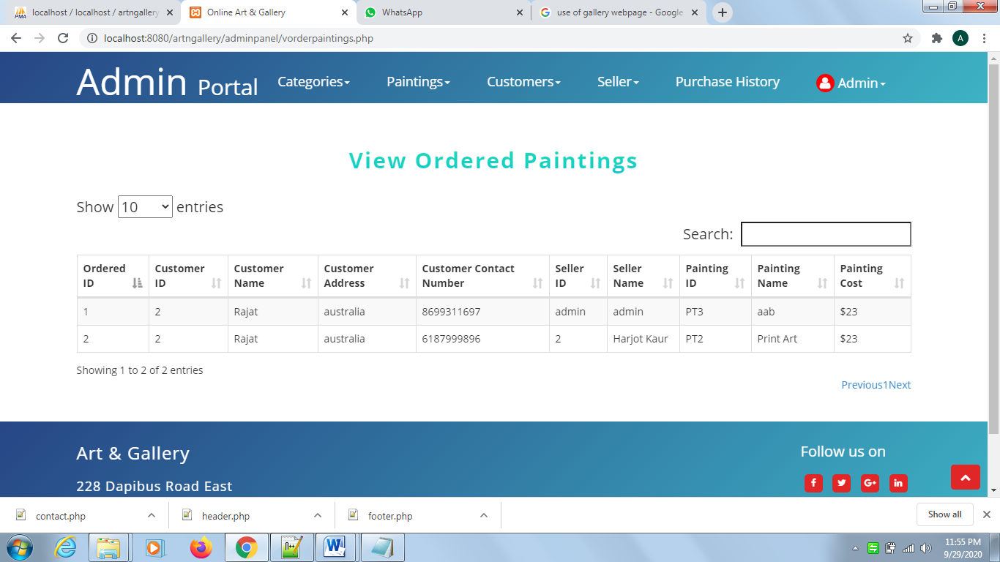 localhost / localhost / artngallery
Online Art & Gallery
WhatsApp
use of gallery webpage - Google
localhost:8080/artngallery/adminpanel/vorderpaintings.php
A
Admin Portal Categories Paintings Customers Seller Purchase History Admin
View Ordered Paintings
Show 10 entries
Search:
Ordered ID Customer ID Customer Name Customer Address Customer Contact Number Seller ID Seller Name Painting ID Painting Name Painting Cost
1 2 Rajat australia 8699311697 admin admin PT3 aab $23
2 2 Rajat australia 6187999896 2 Harjot Kaur PT2 Print Art $23
Showing 1 to 2 of 2 entries
Previous1Next
Art & Gallery
Follow us on
228 Dapibus Road East
contact.php
header.php
footer.php
Show all
11:55 PM
9/29/2020